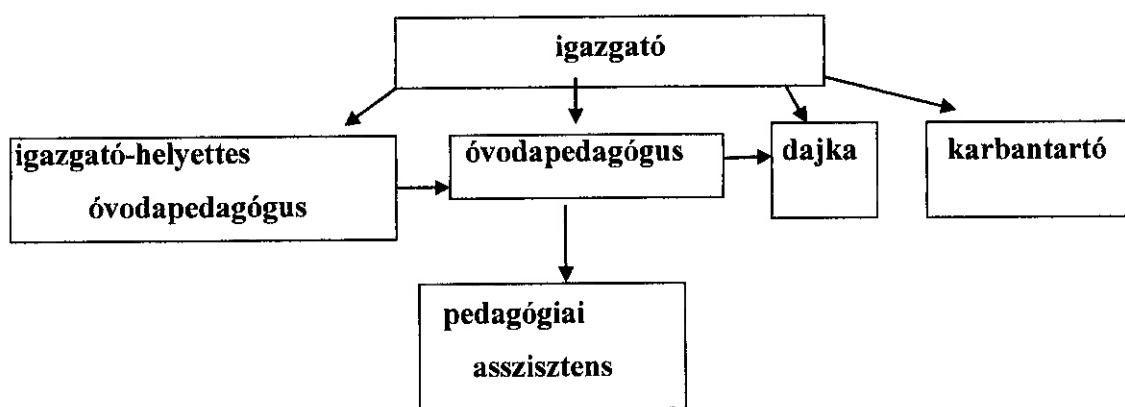 igazgató
igazgató-helyettes
óvodapedagógus
óvodapedagógus
dajka
karbantartó
pedagógiai
asszisztens